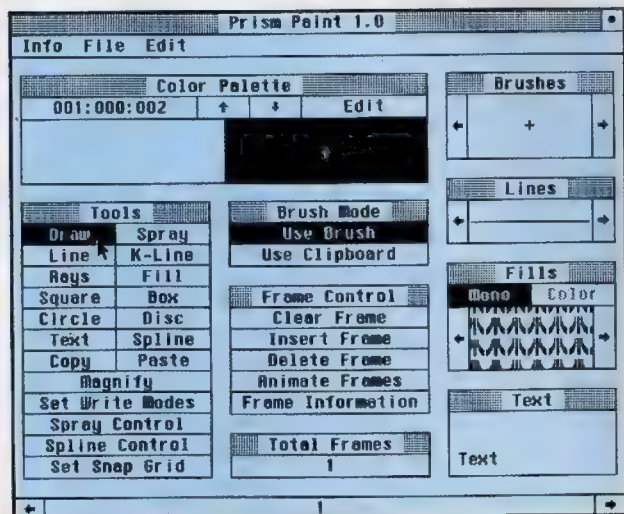 Prism Paint 1.0
Info File Edit
Color Palette
001:000:002 Edit
Brushes
Lines
Tools
Draw Spray
Line K-Line
Rays Fill
Square Box
Circle Disc
Text Spline
Copy Paste
Magnify
Set Write Modes
Spray Control
Spline Control
Set Snap Grid
Brush Mode
Use Brush
Use Clipboard
Frame Control
Clear Frame
Insert Frame
Delete Frame
Animate Frames
Frame Information
Total Frames
1
Fills
Mono Color
Text
Text
1